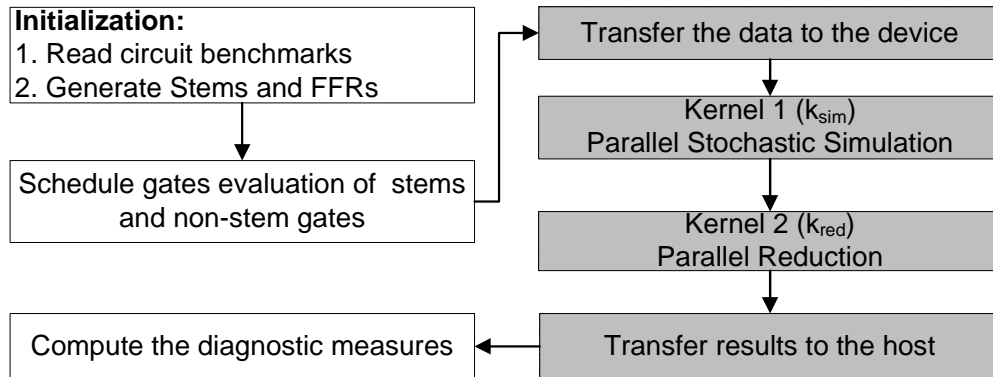 Initialization:
1. Read circuit benchmarks
2. Generate Stems and FFRs
Schedule gates evaluation of stems
and non-stem gates
Transfer the data to the device
Kernel 1 (ksim)
Parallel Stochastic Simulation
Kernel 2 (kred)
Parallel Reduction
Transfer results to the host
Compute the diagnostic measures